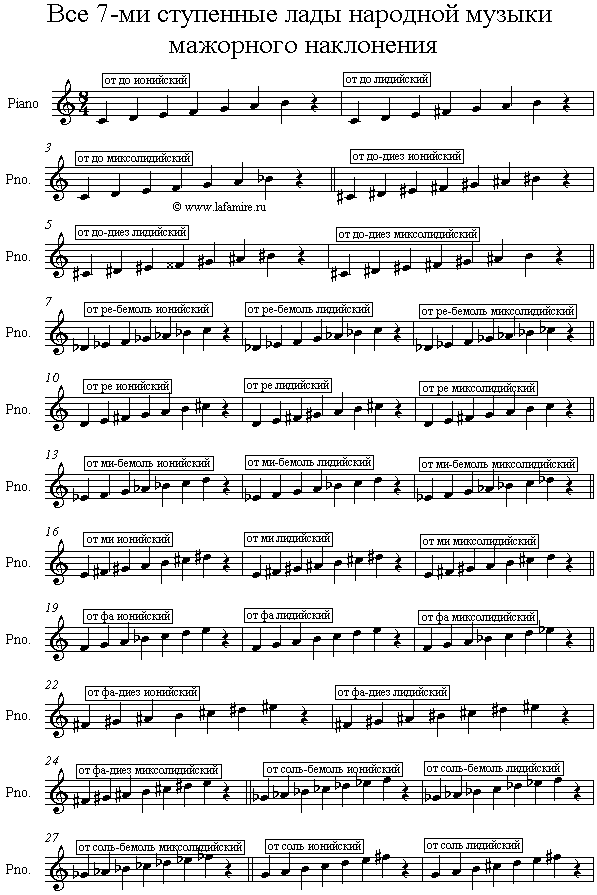 Все 7-ми ступенные лады народной музыки
мажорного наклонения
от до ионийский от до лидийский
Piano
3
от до миксолидийский от до-диез ионийский
Pno.
© www.lafamire.ru
5
от до-диез лидийский от до-диез миксолидийский
Pno.
7
от ре-бемоль ионийский от ре-бемоль лидийский от ре-бемоль миксолидийский
Pno.
10
от ре ионийский от ре лидийский от ре миксолидийский
Pno.
13
от ми-бемоль ионийский от ми-бемоль лидийский от ми-бемоль миксолидийский
Pno.
16
от ми ионийский от ми лидийский от ми миксолидийский
Pno.
19
от фа ионийский от фа лидийский от фа миксолидийский
Pno.
22
от фа-диез ионийский от фа-диез лидийский
Pno.
24
от фа-диез миксолидийский от соль-бемоль ионийский от соль-бемоль лидийский
Pno.
27
от соль-бемоль миксолидийский от соль ионийский от соль лидийский
Pno.